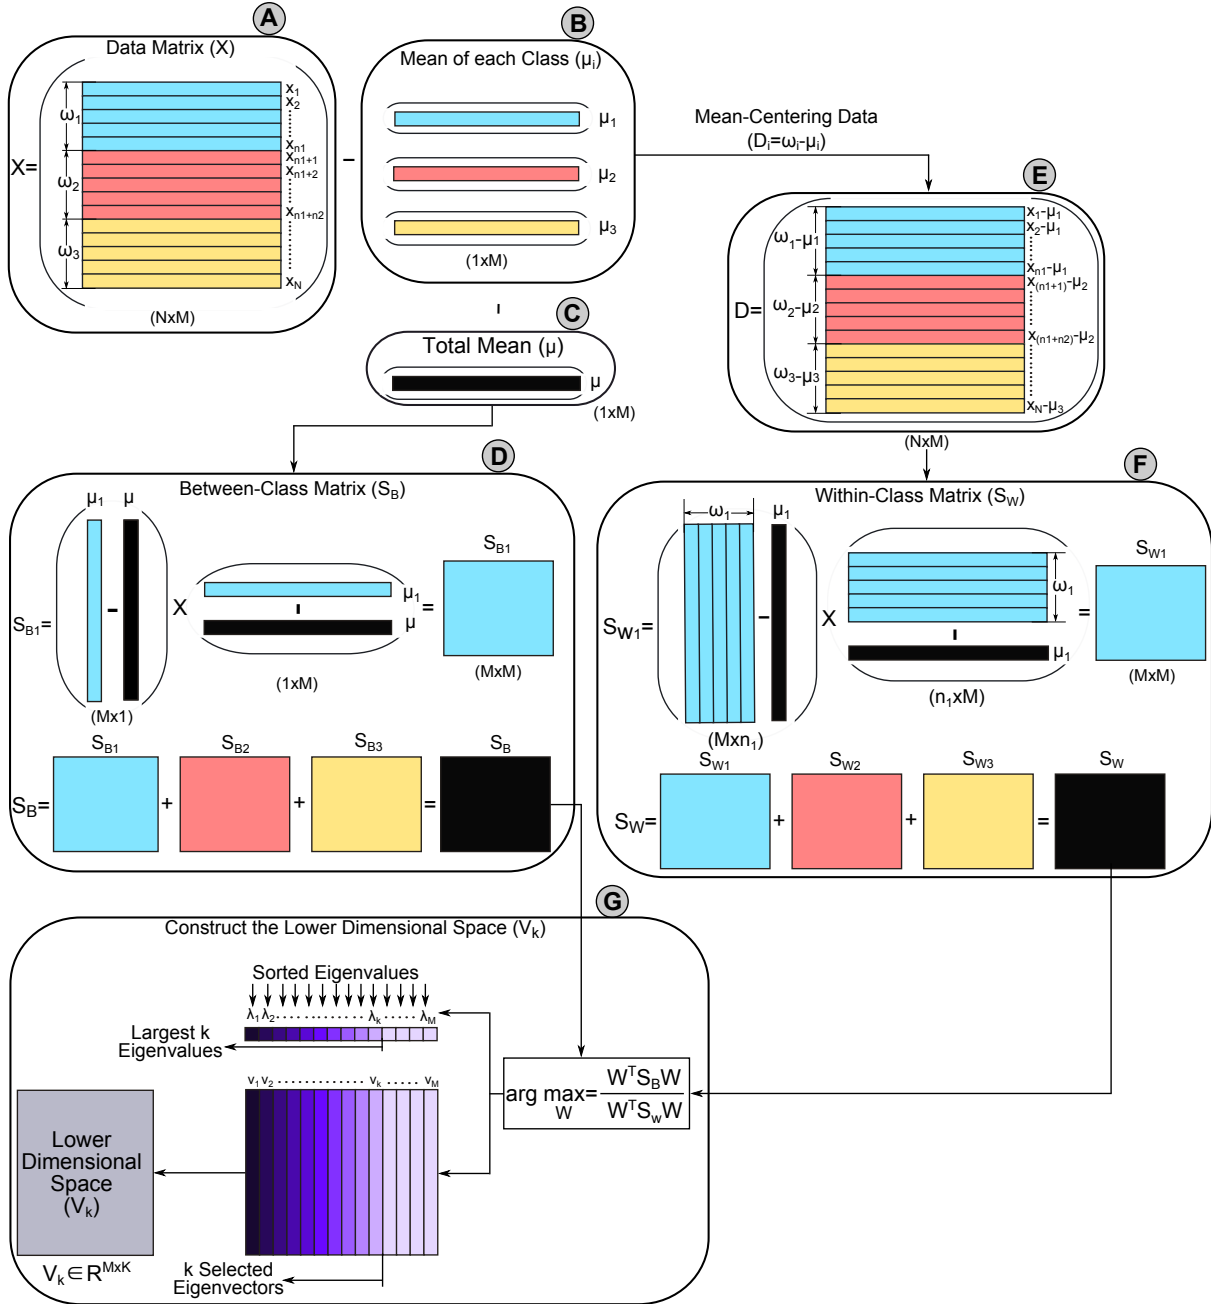 A
Data Matrix (X)
X=
ω1
ω2
ω3
x1
x2
xn1
xn1+1
xn1+2
xn1+n2
xN
(NxM)
−
B
Mean of each Class (μi)
μ1
μ2
μ3
(1xM)
Mean-Centering Data
(Di=ωi-μi)
-
C
Total Mean (μ)
μ
(1xM)
E
D=
ω1-μ1
ω2-μ2
ω3-μ3
x1-μ1
x2-μ1
xn1-μ1
x(n1+1)-μ2
x(n1+n2)-μ2
xN-μ3
(NxM)
D
Between-Class Matrix (SB)
μ1 μ
SB1=
−
(Mx1)
X
μ1
-
μ
(1xM)
=
SB1
(MxM)
SB1 SB2 SB3 SB
SB= + + =
F
Within-Class Matrix (SW)
ω1 μ1
SW1=
−
(Mxn1)
X
ω1
-
μ1
(n1xM)
=
SW1
(MxM)
SW1 SW2 SW3 SW
SW= + + =
G
Construct the Lower Dimensional Space (Vk)
Sorted Eigenvalues
λ1 λ2 .............. λk ...... λM
Largest k
Eigenvalues
v1 v2 .............. vk ..... vM
arg max= W^T SB W
W W^T Sw W
Lower
Dimensional
Space
(Vk)
Vk∈R^MxK
k Selected
Eigenvectors